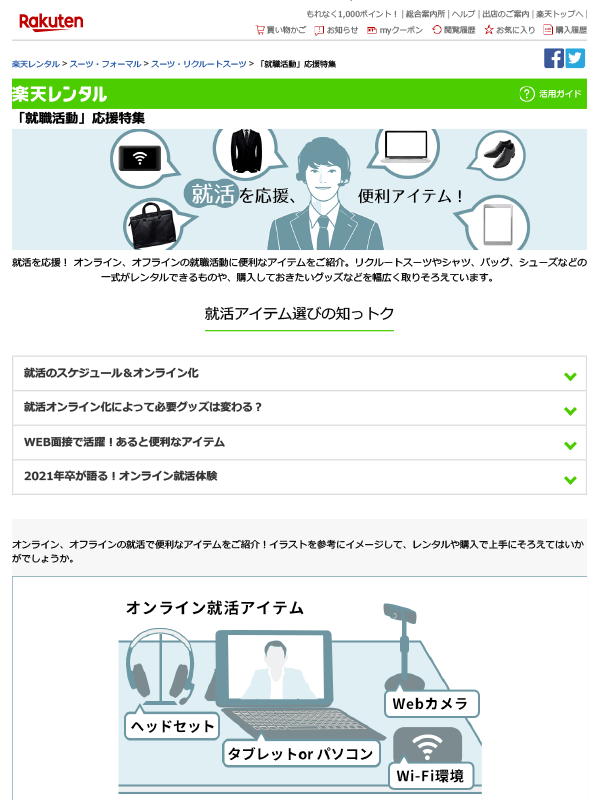 Rakuten
もれなく1,000ポイント！ | 総合案内所 | ヘルプ | 出店のご案内 | 楽天トップへ |
買い物かご お知らせ myクーポン 閲覧履歴 お気に入り 購入履歴
楽天レンタル > スーツ・フォーマル > スーツ・リクルートスーツ > 「就職活動」応援特集
楽天レンタル ? 活用ガイド
「就職活動」応援特集
就活を応援、便利アイテム！
就活を応援！ オンライン、オフラインの就職活動に便利なアイテムをご紹介。リクルートスーツやシャツ、バッグ、シューズなどの
一式がレンタルできるものや、購入しておきたいグッズなどを幅広く取りそろえています。
就活アイテム選びの知っトク
就活のスケジュール＆オンライン化
就活オンライン化によって必要グッズは変わる？
WEB面接で活躍！あると便利なアイテム
2021年卒が語る！オンライン就活体験
オンライン、オフラインの就活で便利なアイテムをご紹介！イラストを参考にイメージして、レンタルや購入で上手にそろえてはいか
がでしょうか。
オンライン就活アイテム
Webカメラ
ヘッドセット
タブレットor パソコン
Wi-Fi環境